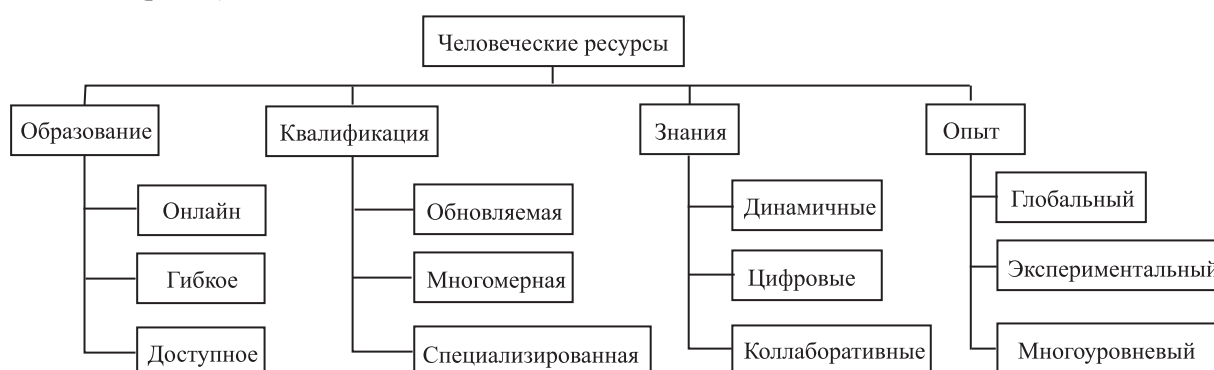 Человеческие ресурсы
Образование
Квалификация
Знания
Опыт
Онлайн
Гибкое
Доступное
Обновляемая
Многомерная
Специализированная
Динамичные
Цифровые
Коллаборативные
Глобальный
Экспериментальный
Многоуровневый